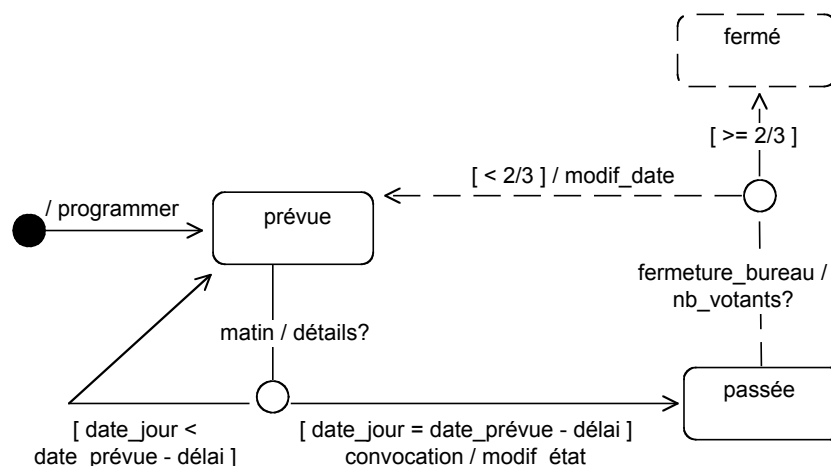 fermé
[ >= 2/3 ]
[ < 2/3 ] / modif_date
/ programmer
prévue
fermeture_bureau /
nb_votants?
matin / détails?
passée
[ date_jour <
date_prévue - délai ]
[ date_jour = date_prévue - délai ]
convocation / modif_état